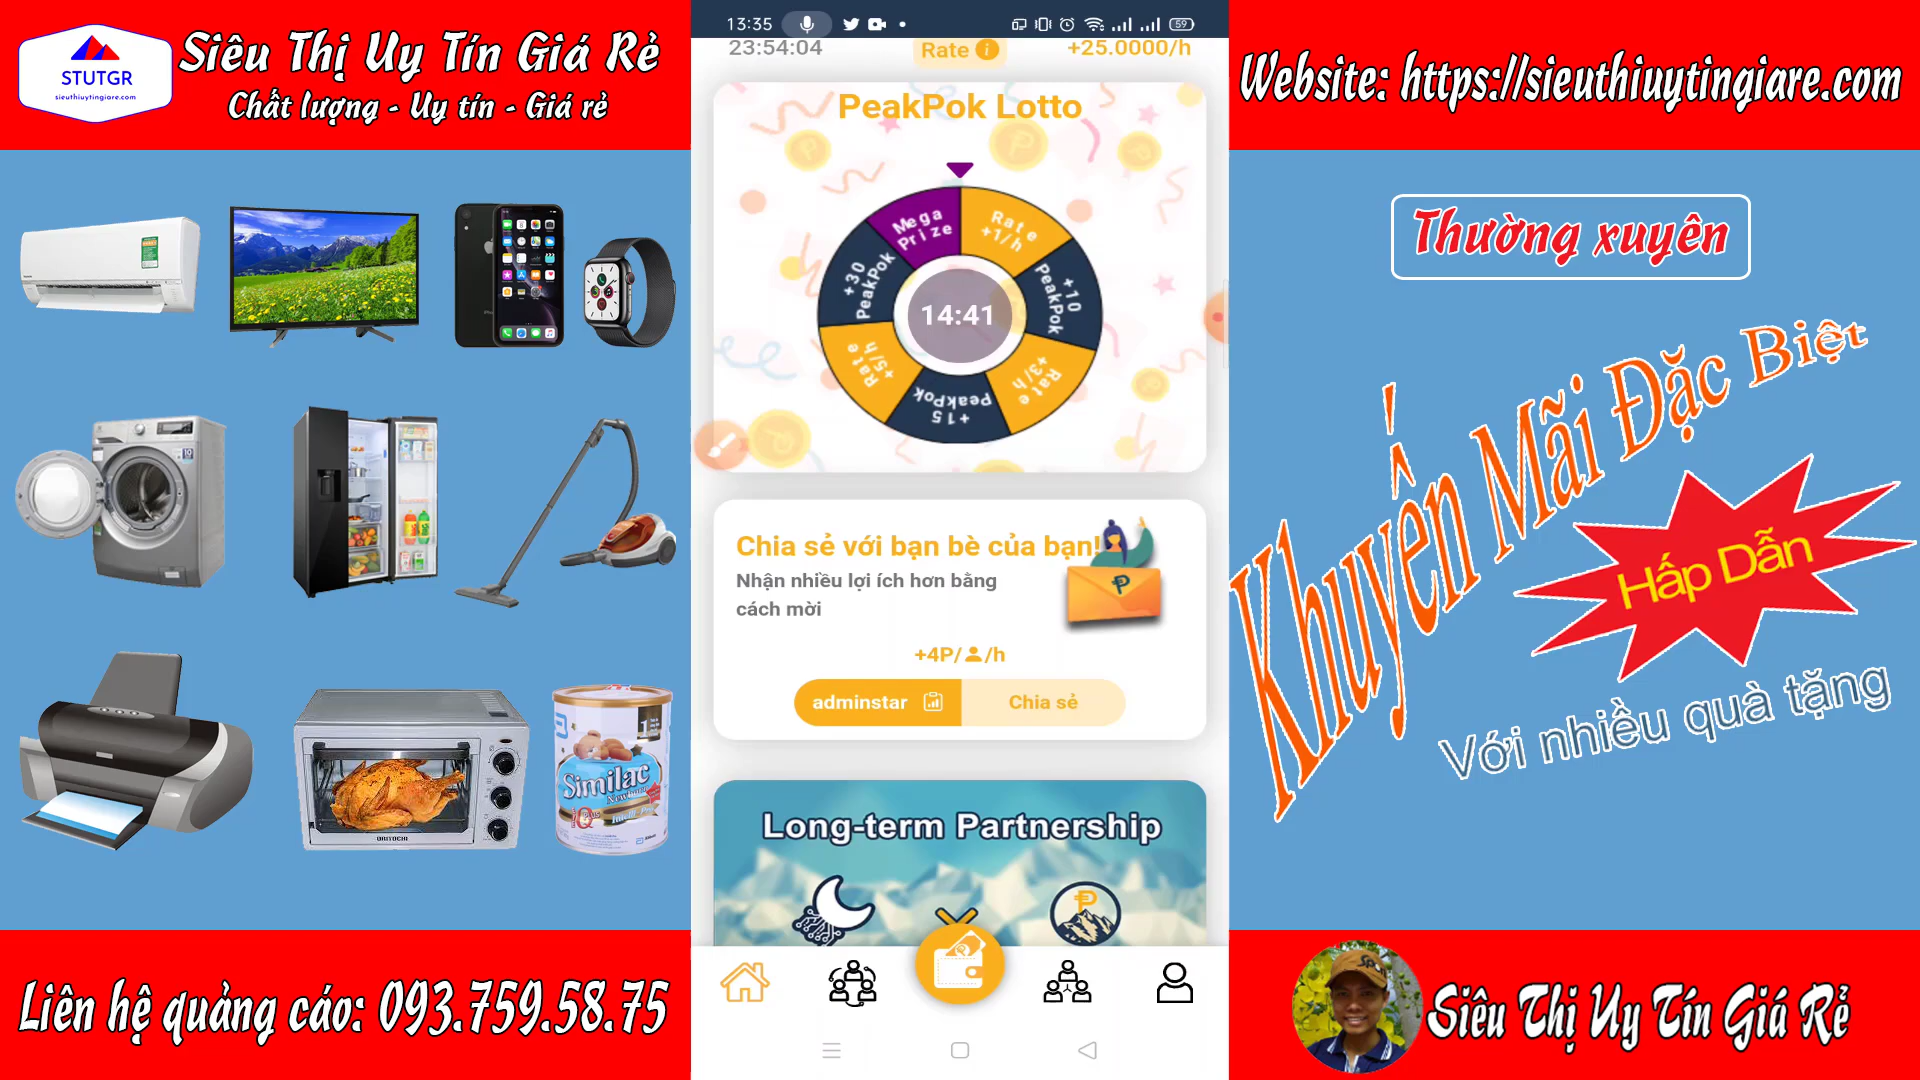 STUTGR
sieuthiuytingiare.com
Siêu Thị Uy Tín Giá Rẻ
Chất lượng - Uy tín - Giá rẻ
13:35
59
23:54:04
Rate
+25.0000/h
PeakPok Lotto
Mega Prize
Rate +1/h
+10 PeakPok
Rate +3/h
+15 PeakPok
Rate +5/h
+30 PeakPok
14:41
Chia sẻ với bạn bè của bạn!
Nhận nhiều lợi ích hơn bằng
cách mời
+4P/ /h
adminstar
Chia sẻ
Long-term Partnership
Website: https://sieuthiuytingiare.com
Thường xuyên
Khuyến Mãi Đặc Biệt
Hấp Dẫn
Với nhiều quà tặng
Similac
Liên hệ quảng cáo: 093.759.58.75
Siêu Thị Uy Tín Giá Rẻ